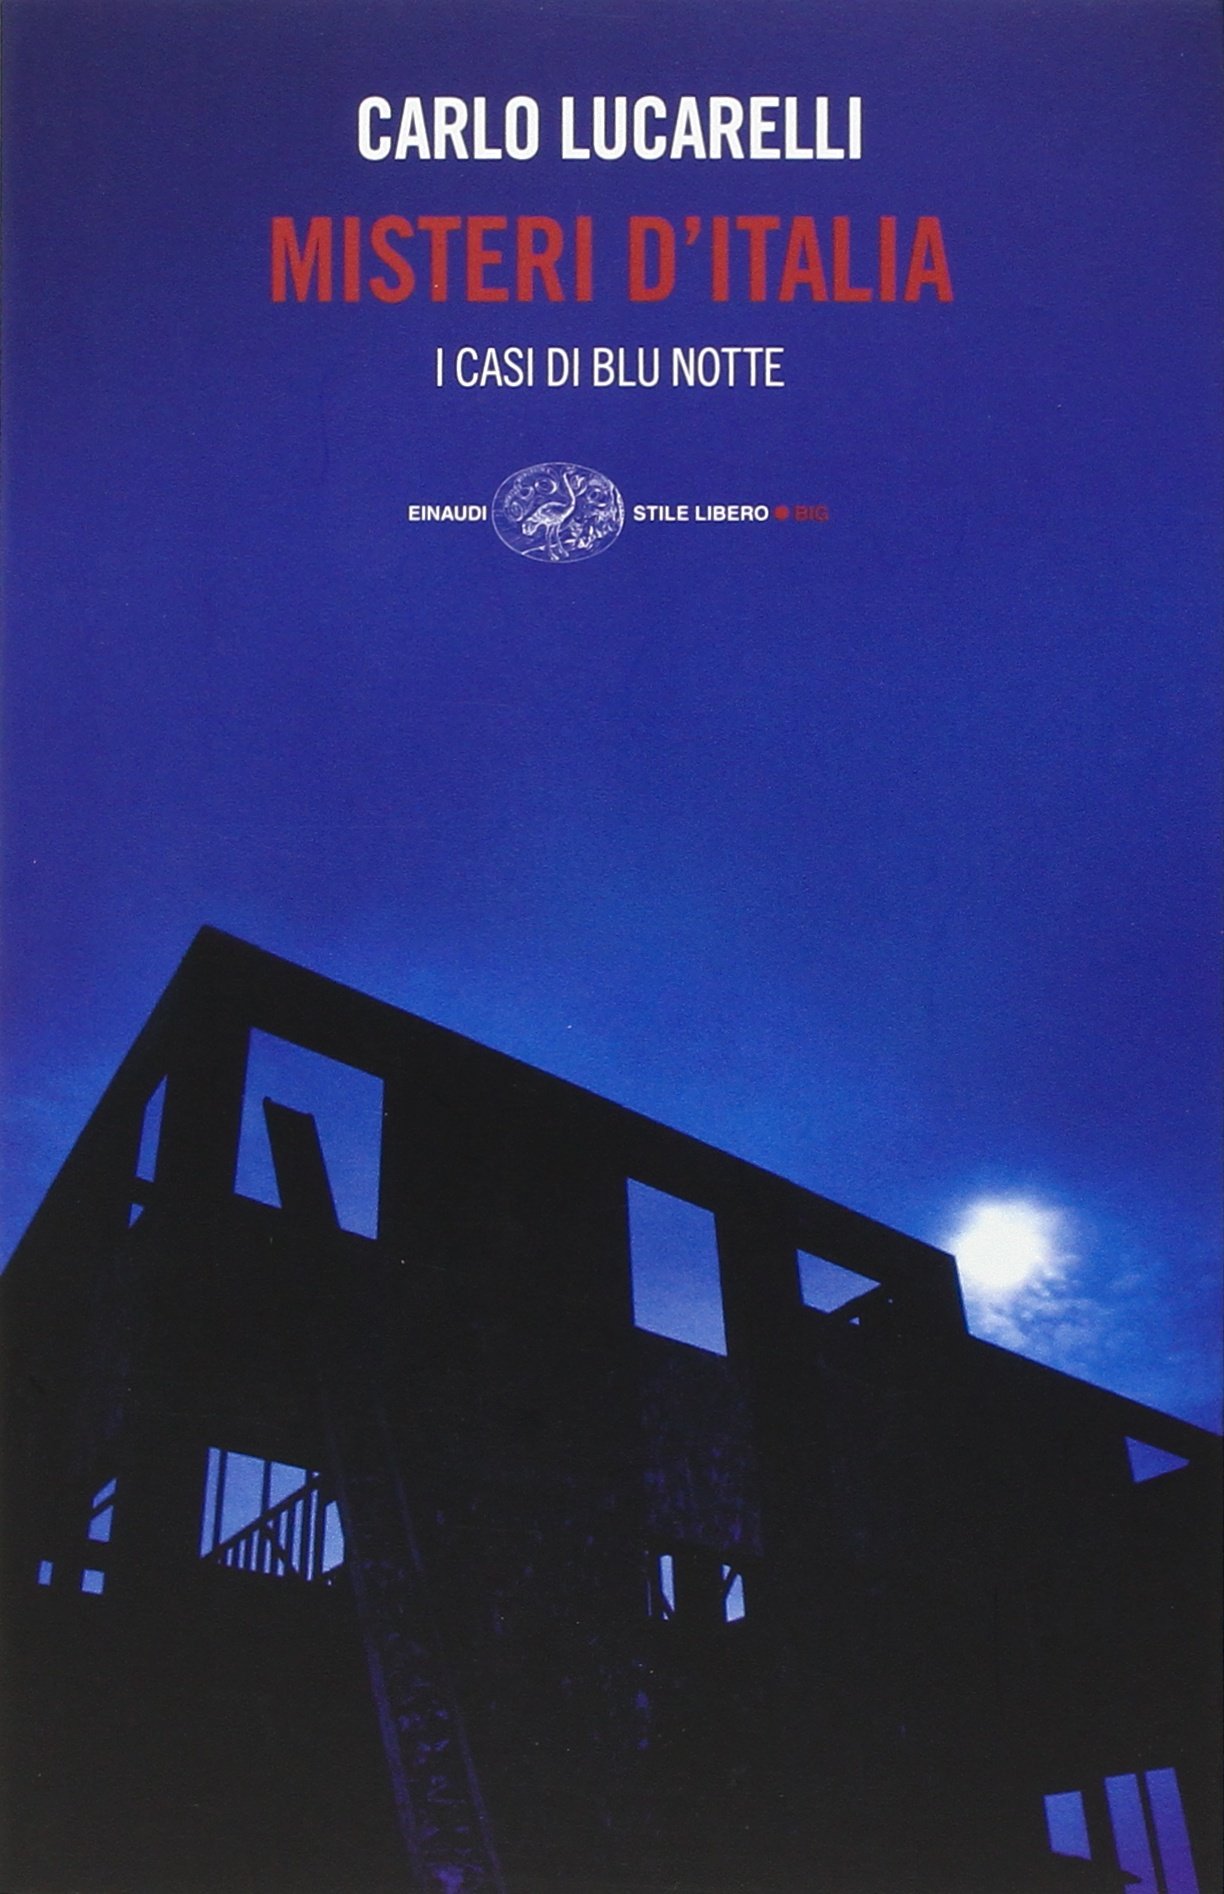 CARLO LUCARELLI
MISTERI D'ITALIA
I CASI DI BLU NOTTE
EINAUDI STILE LIBERO BIG